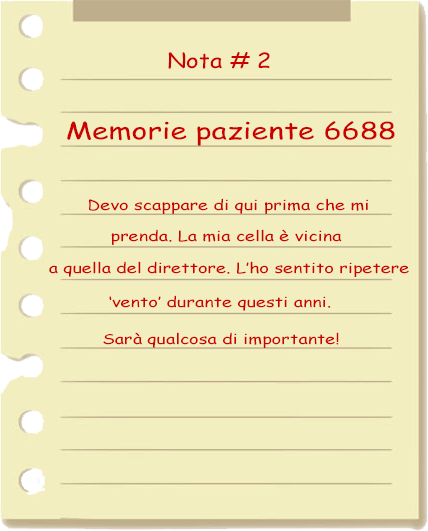 Nota # 2
Memorie paziente 6688
Devo scappare di qui prima che mi
prenda. La mia cella è vicina
a quella del direttore. L'ho sentito ripetere
'vento' durante questi anni.
Sarà qualcosa di importante!